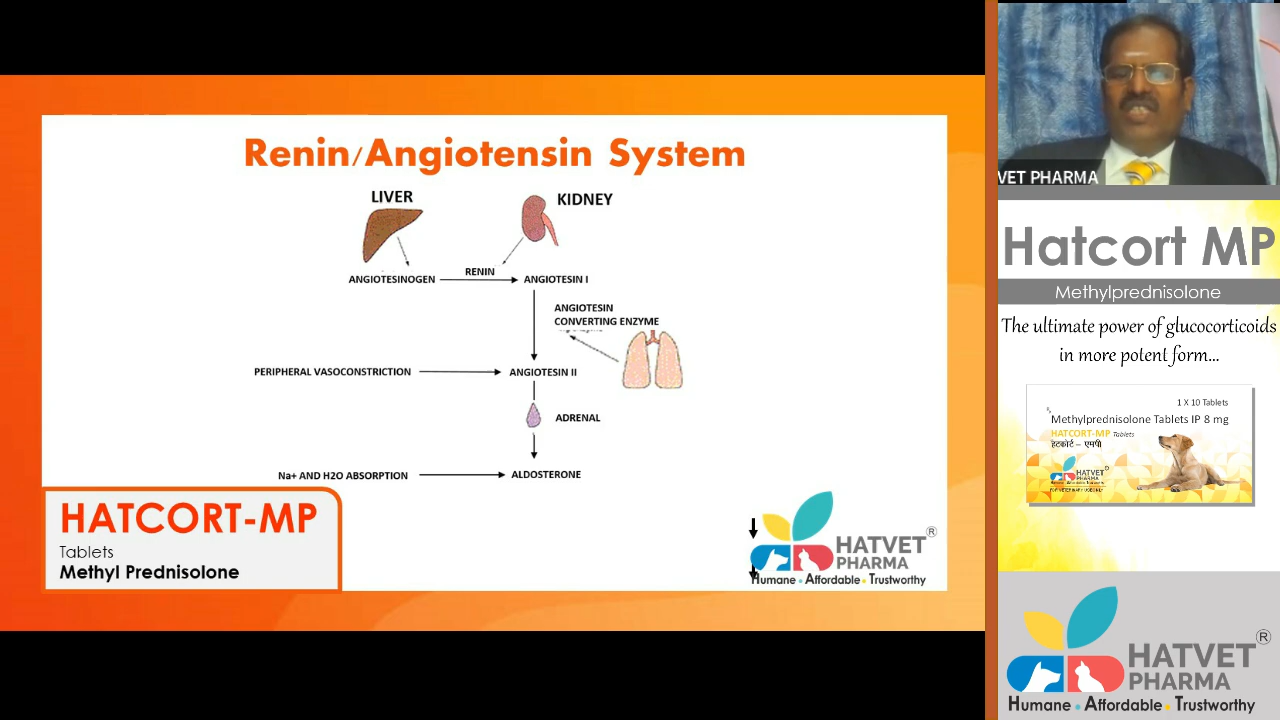 Renin/Angiotensin System
LIVER
KIDNEY
ANGIOTESINOGEN
RENIN
ANGIOTESIN I
ANGIOTESIN
CONVERTING ENZYME
PERIPHERAL VASOCONSTRICTION
ANGIOTESIN II
ADRENAL
Na+ AND H2O ABSORPTION
ALDOSTERONE
HATCORT-MP
Tablets
Methyl Prednisolone
HATVET ®
PHARMA
Humane • Affordable • Trustworthy
VET PHARMA
Hatcort MP
Methylprednisolone
The ultimate power of glucocorticoids
in more potent form...
1 X 10 Tablets
Methylprednisolone Tablets IP 8 mg
HATCORT-MP Tablets
हेटकोर्ट – एमपी
HATVET
PHARMA
HATVET ®
PHARMA
Humane • Affordable • Trustworthy